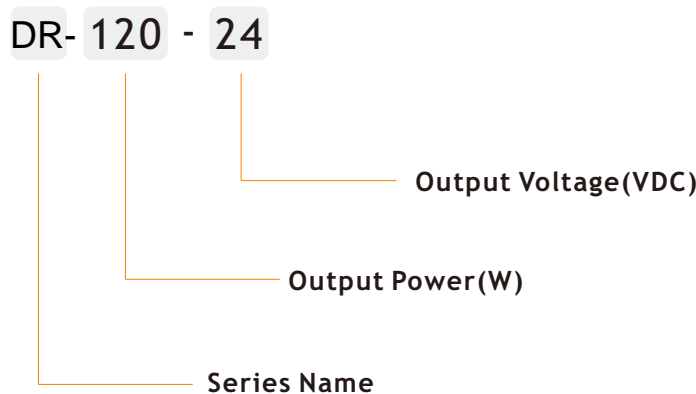 DR- 120 - 24
Output Voltage(VDC)
Output Power(W)
Series Name